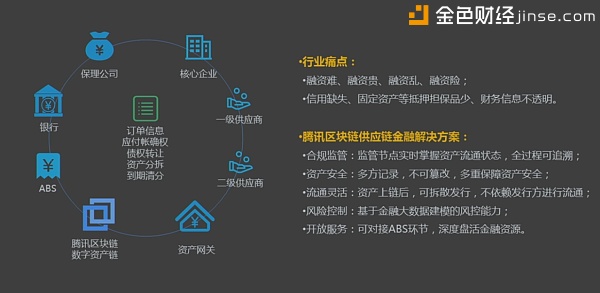 金色财经jinse.com
保理公司
核心企业
银行
订单信息
应付帐确权
债权转让
资产分拆
到期清分
一级供应商
ABS
二级供应商
腾讯区块链
数字资产链
资产网关
•行业痛点：
•融资难、融资贵、融资乱、融资险；
•信用缺失、固定资产等抵押担保品少、财务信息不透明。
•腾讯区块链供应链金融解决方案：
•合规监管：监管节点实时掌握资产流通状态，全过程可追溯；
•资产安全：多方记录，不可篡改，多重保障资产安全；
•流通灵活：资产上链后，可拆散发行，不依赖发行方进行流通；
•风险控制：基于金融大数据建模的风控能力；
•开放服务：可对接ABS环节，深度盘活金融资源。